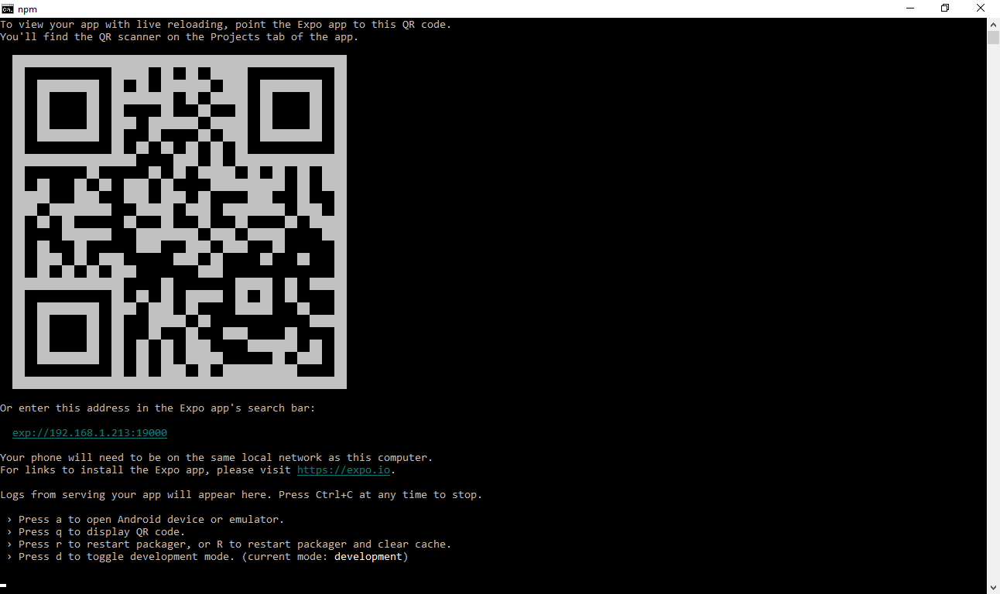 npm
To view your app with live reloading, point the Expo app to this QR code.
You'll find the QR scanner on the Projects tab of the app.
Or enter this address in the Expo app's search bar:
exp://192.168.1.213:19000
Your phone will need to be on the same local network as this computer.
For links to install the Expo app, please visit https://expo.io.
Logs from serving your app will appear here. Press Ctrl+C at any time to stop.
› Press a to open Android device or emulator.
› Press q to display QR code.
› Press r to restart packager, or R to restart packager and clear cache.
› Press d to toggle development mode. (current mode: development)